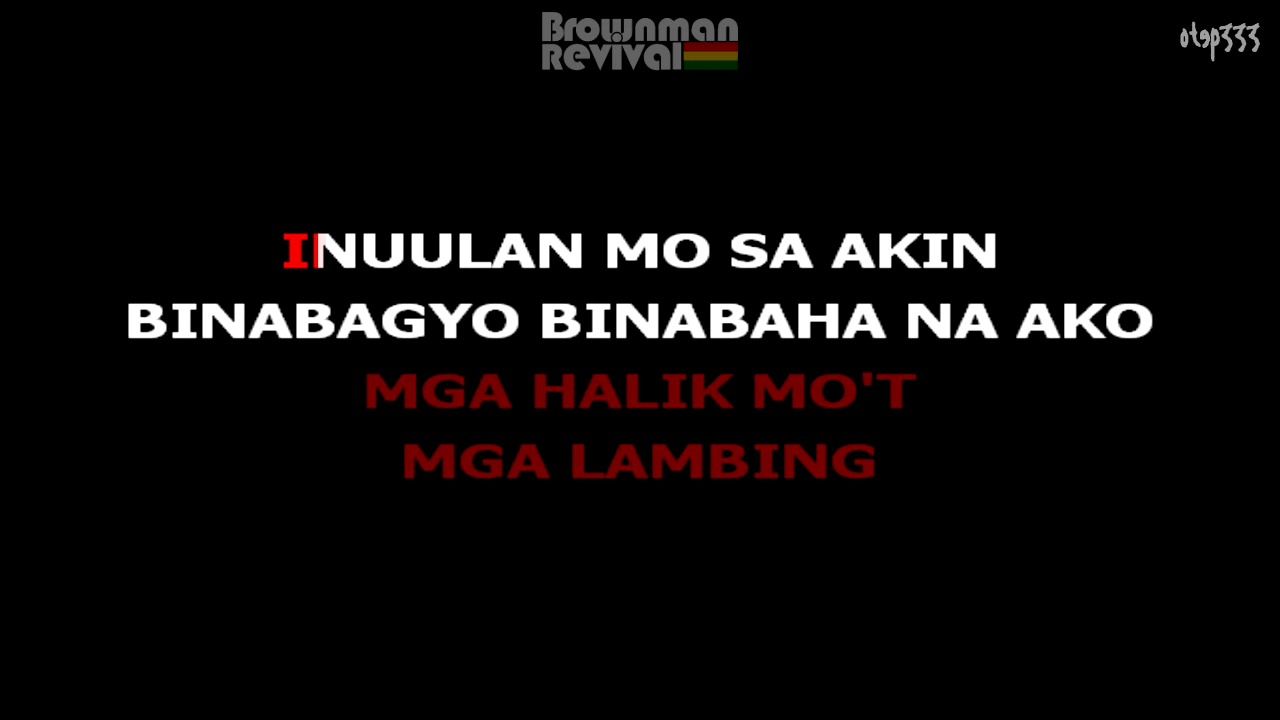 Brownman
Revival
otep333
INUULAN MO SA AKIN
BINABAGYO BINABAHA NA AKO
MGA HALIK MO'T
MGA LAMBING